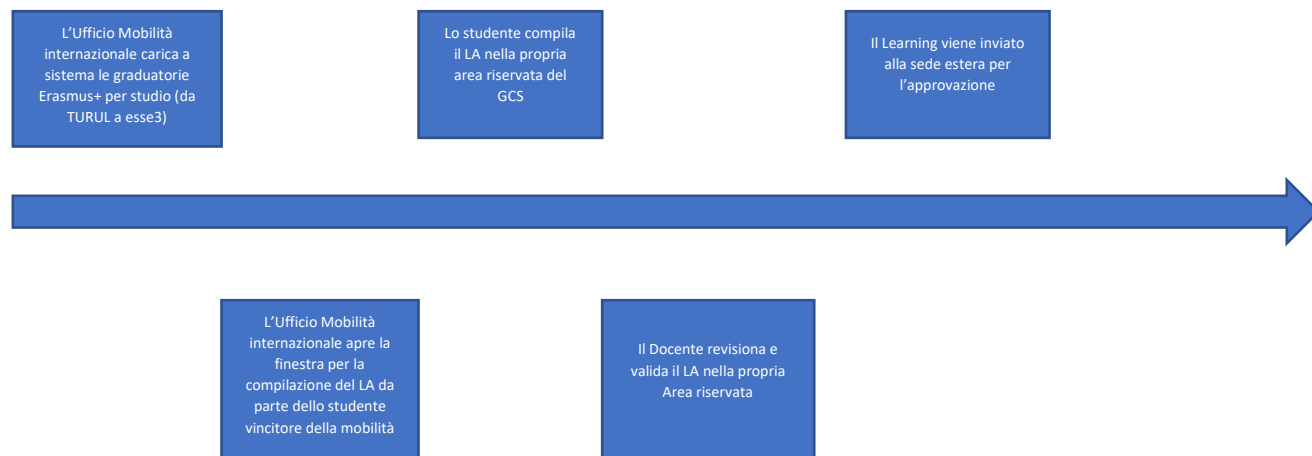 L'Ufficio Mobilità
internazionale carica a
sistema le graduatorie
Erasmus+ per studio (da
TURUL a esse3)
Lo studente compila
il LA nella propria
area riservata del
GCS
Il Learning viene inviato
alla sede estera per
l'approvazione
L'Ufficio Mobilità
internazionale apre la
finestra per la
compilazione del LA da
parte dello studente
vincitore della mobilità
Il Docente revisiona e
valida il LA nella propria
Area riservata